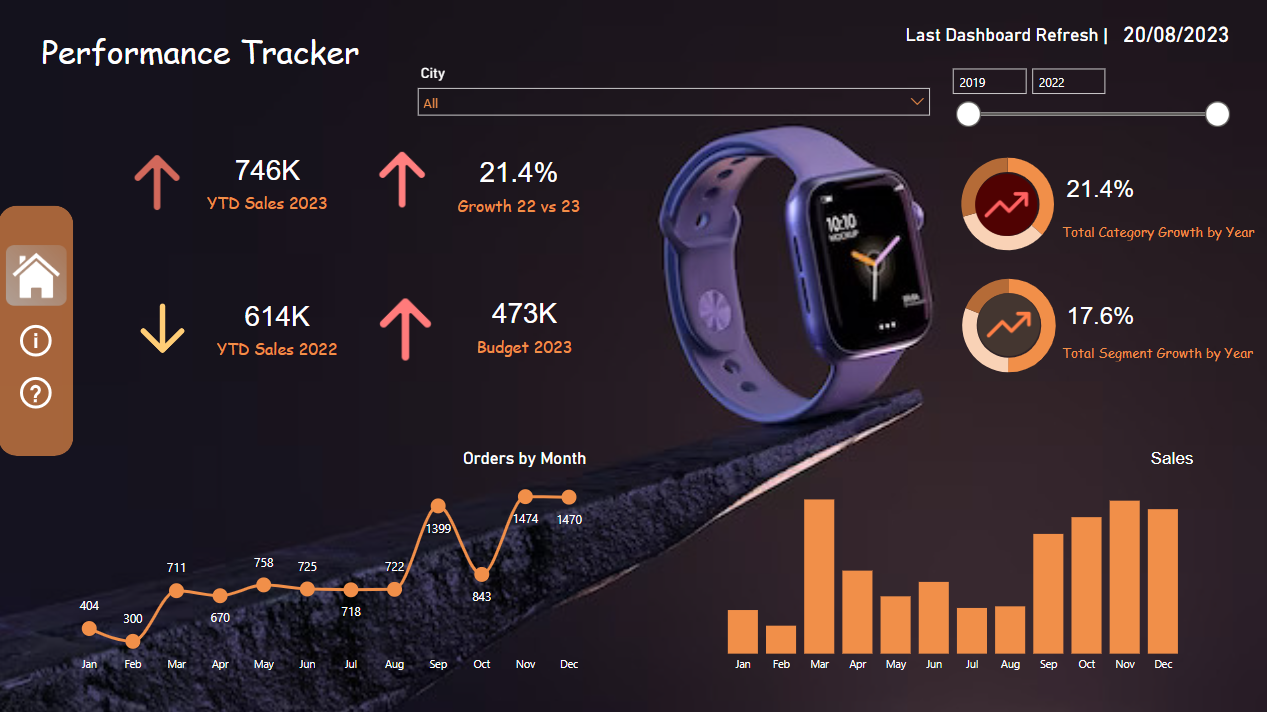 Performance Tracker
Last Dashboard Refresh | 20/08/2023
City
All
2019 2022
746K
YTD Sales 2023
21.4%
Growth 22 vs 23
614K
YTD Sales 2022
473K
Budget 2023
i
?
10:10
MOCKUP
21.4%
Total Category Growth by Year
17.6%
Total Segment Growth by Year
Orders by Month
404
300
711
670
758
725
718
722
1399
843
1474
1470
Jan Feb Mar Apr May Jun Jul Aug Sep Oct Nov Dec
Sales
Jan Feb Mar Apr May Jun Jul Aug Sep Oct Nov Dec